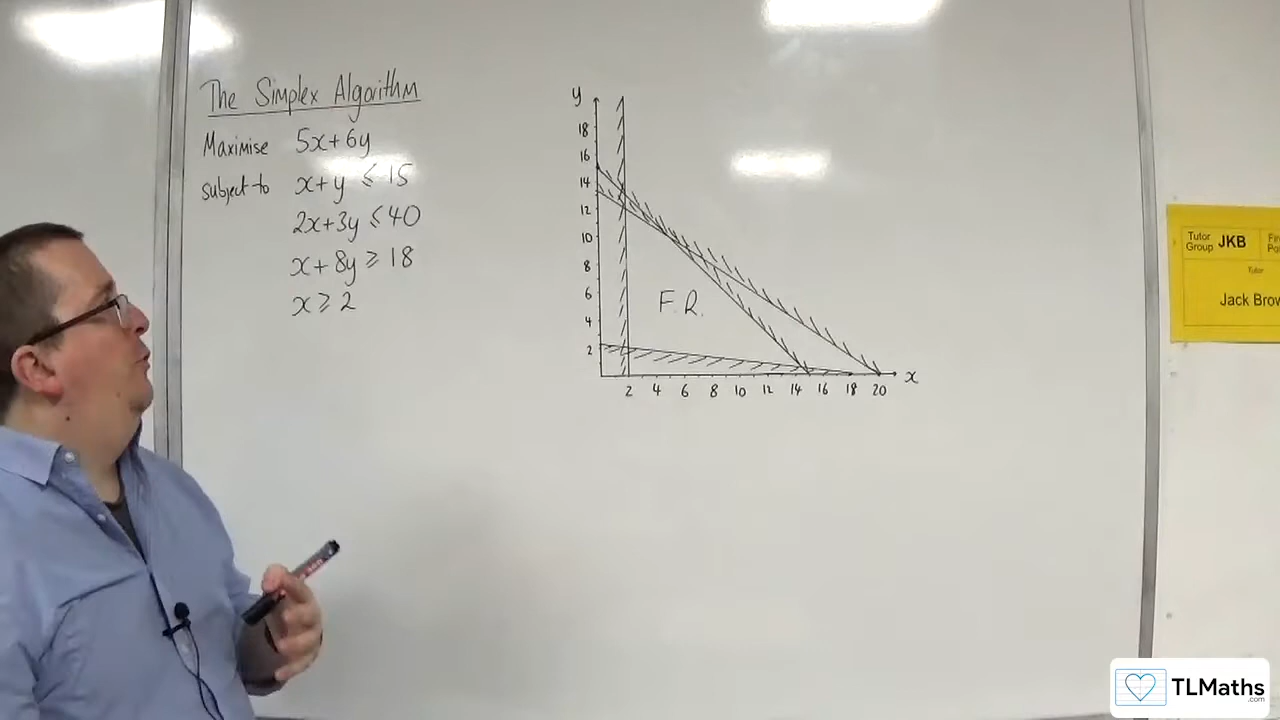 The Simplex Algorithm
Maximise 5x+6y
subject to x+y ≤ 15
2x+3y ≤ 40
x+8y ≥ 18
x ≥ 2
y
18
16
14
12
10
8
6
4
2
F.R.
2 4 6 8 10 12 14 16 18 20 x
Tutor Group JKB
Tutor
Jack Brow
TLMaths
.com